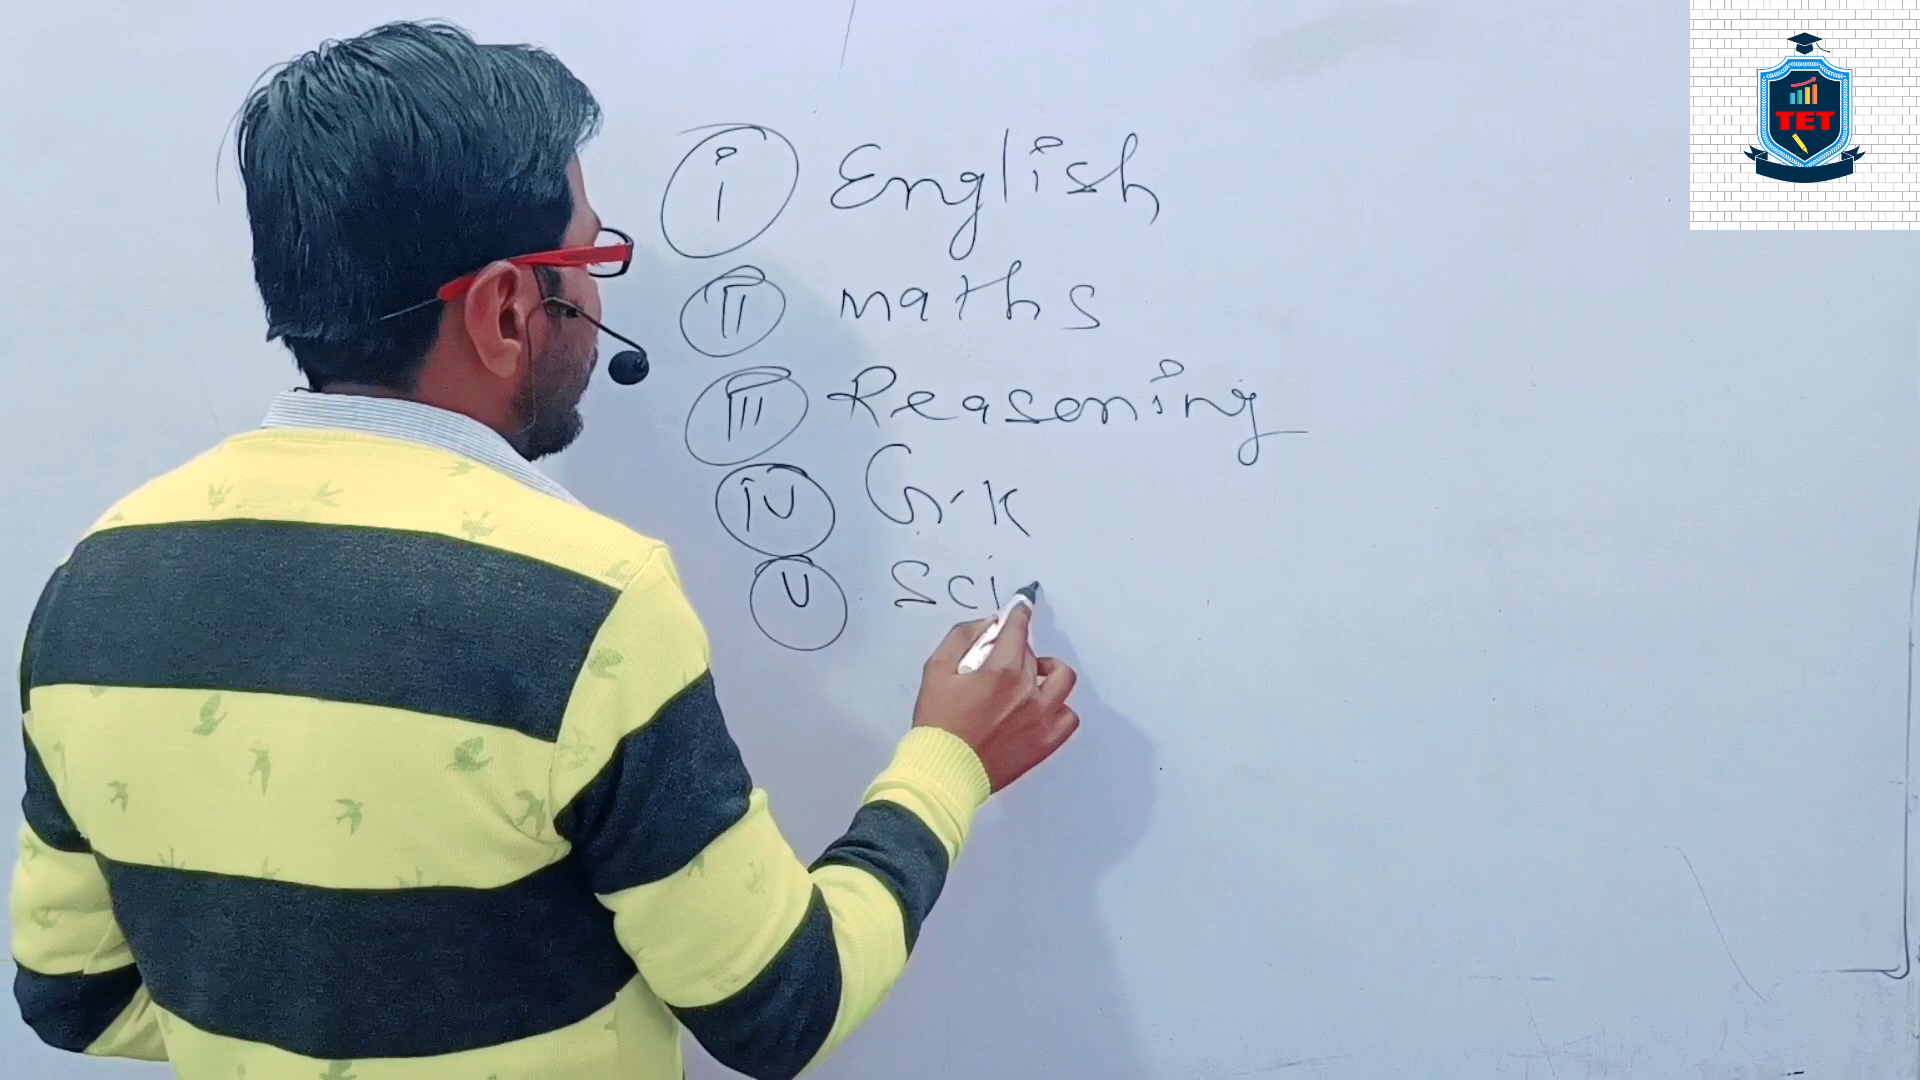 i English
II maths
III Reasoning
IV G.K
V Sci
TET